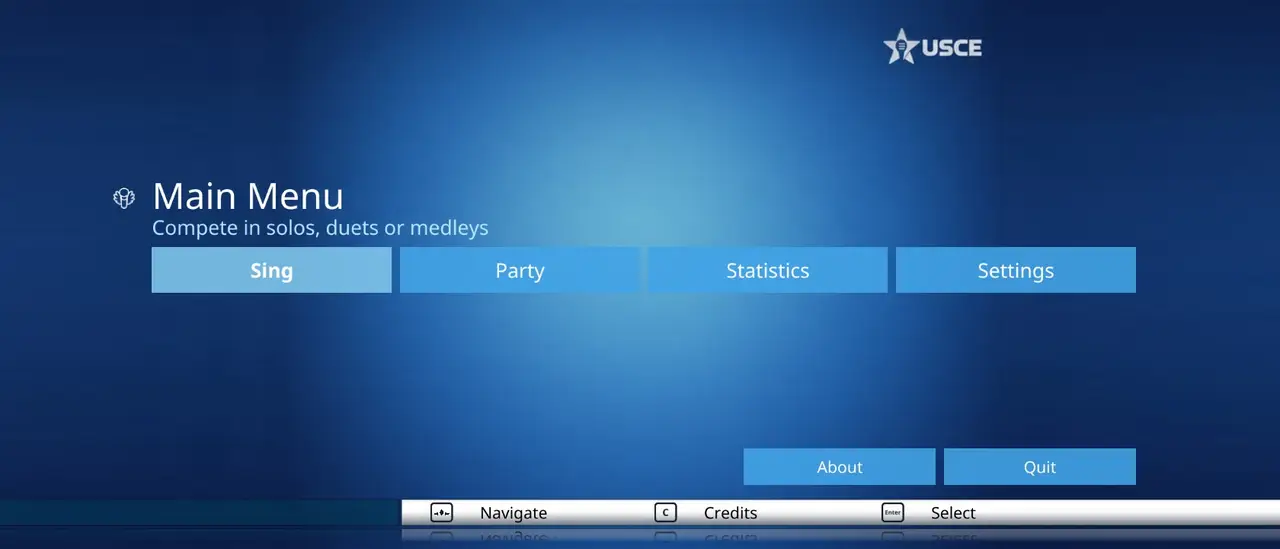 USCE
Main Menu
Compete in solos, duets or medleys
Sing Party Statistics Settings
About Quit
Navigate C Credits Enter Select